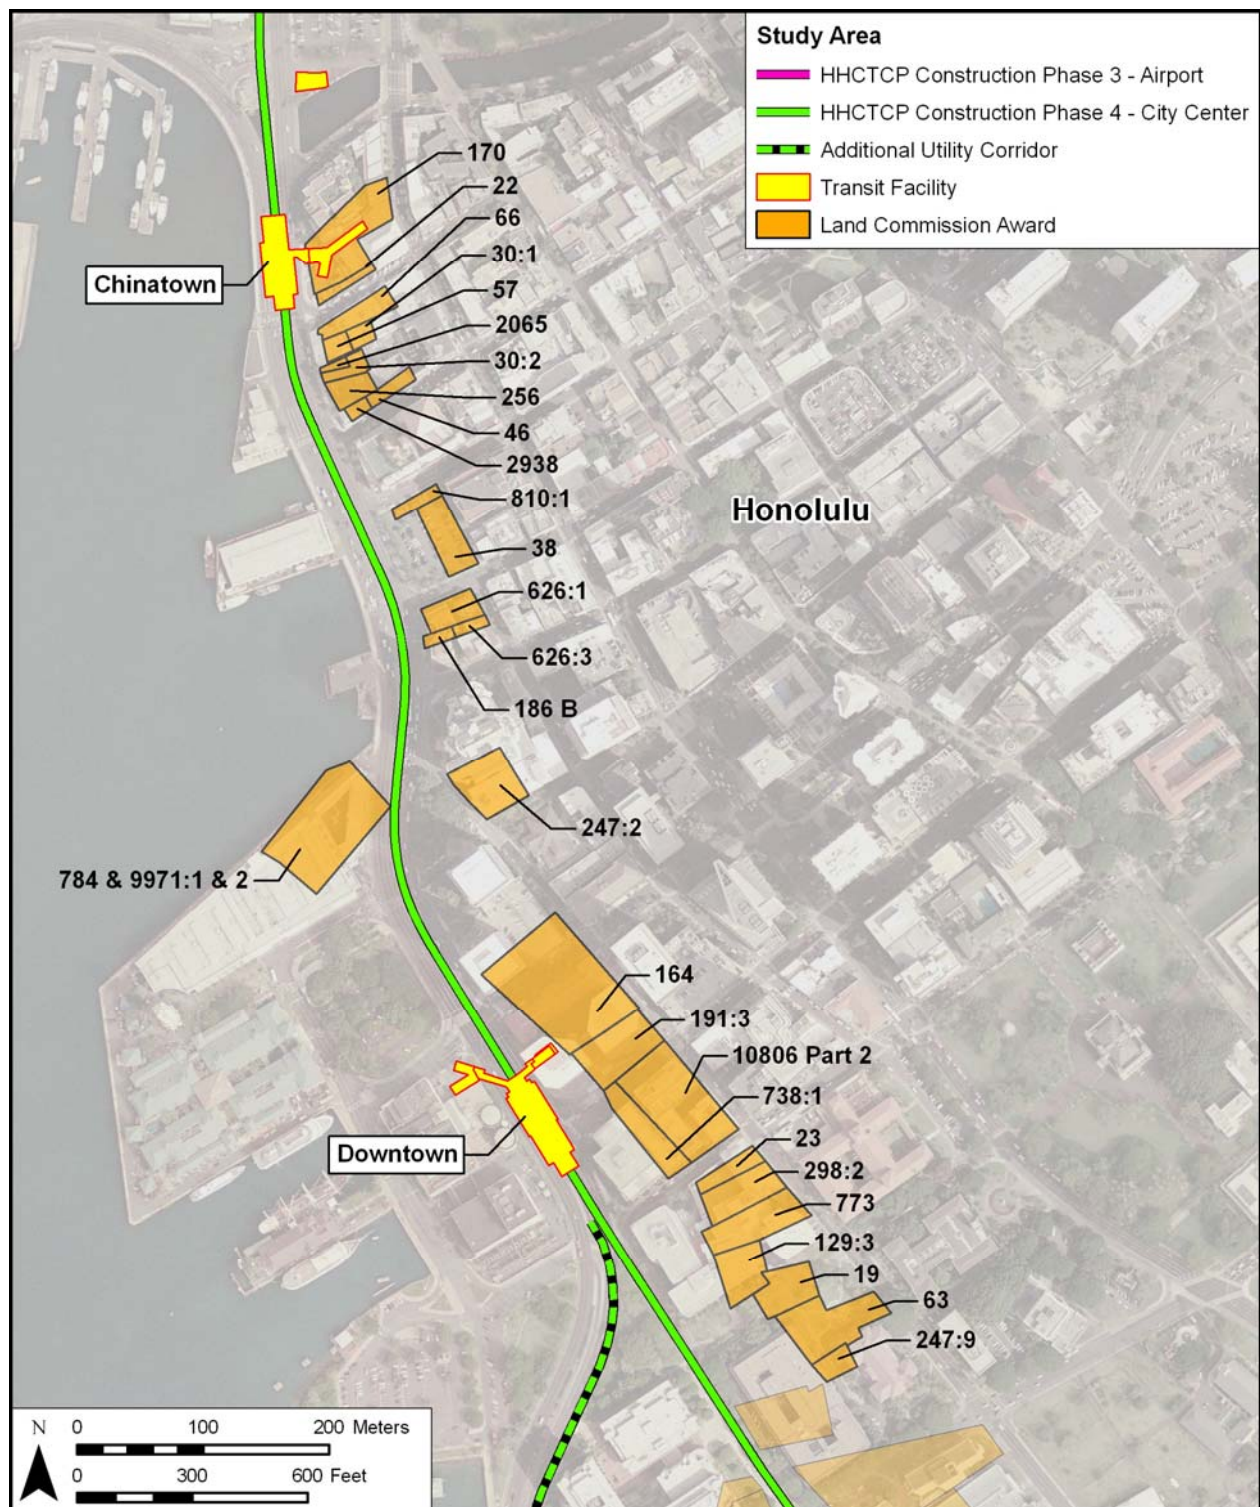 Study Area
HHCTCP Construction Phase 3 - Airport
HHCTCP Construction Phase 4 - City Center
Additional Utility Corridor
Transit Facility
Land Commission Award
170
22
66
30:1
Chinatown
57
2065
30:2
256
46
2938
810:1
Honolulu
38
626:1
626:3
186 B
247:2
784 & 9971:1 & 2
164
191:3
10806 Part 2
738:1
23
Downtown
298:2
773
129:3
19
63
247:9
N 0 100 200 Meters
0 300 600 Feet